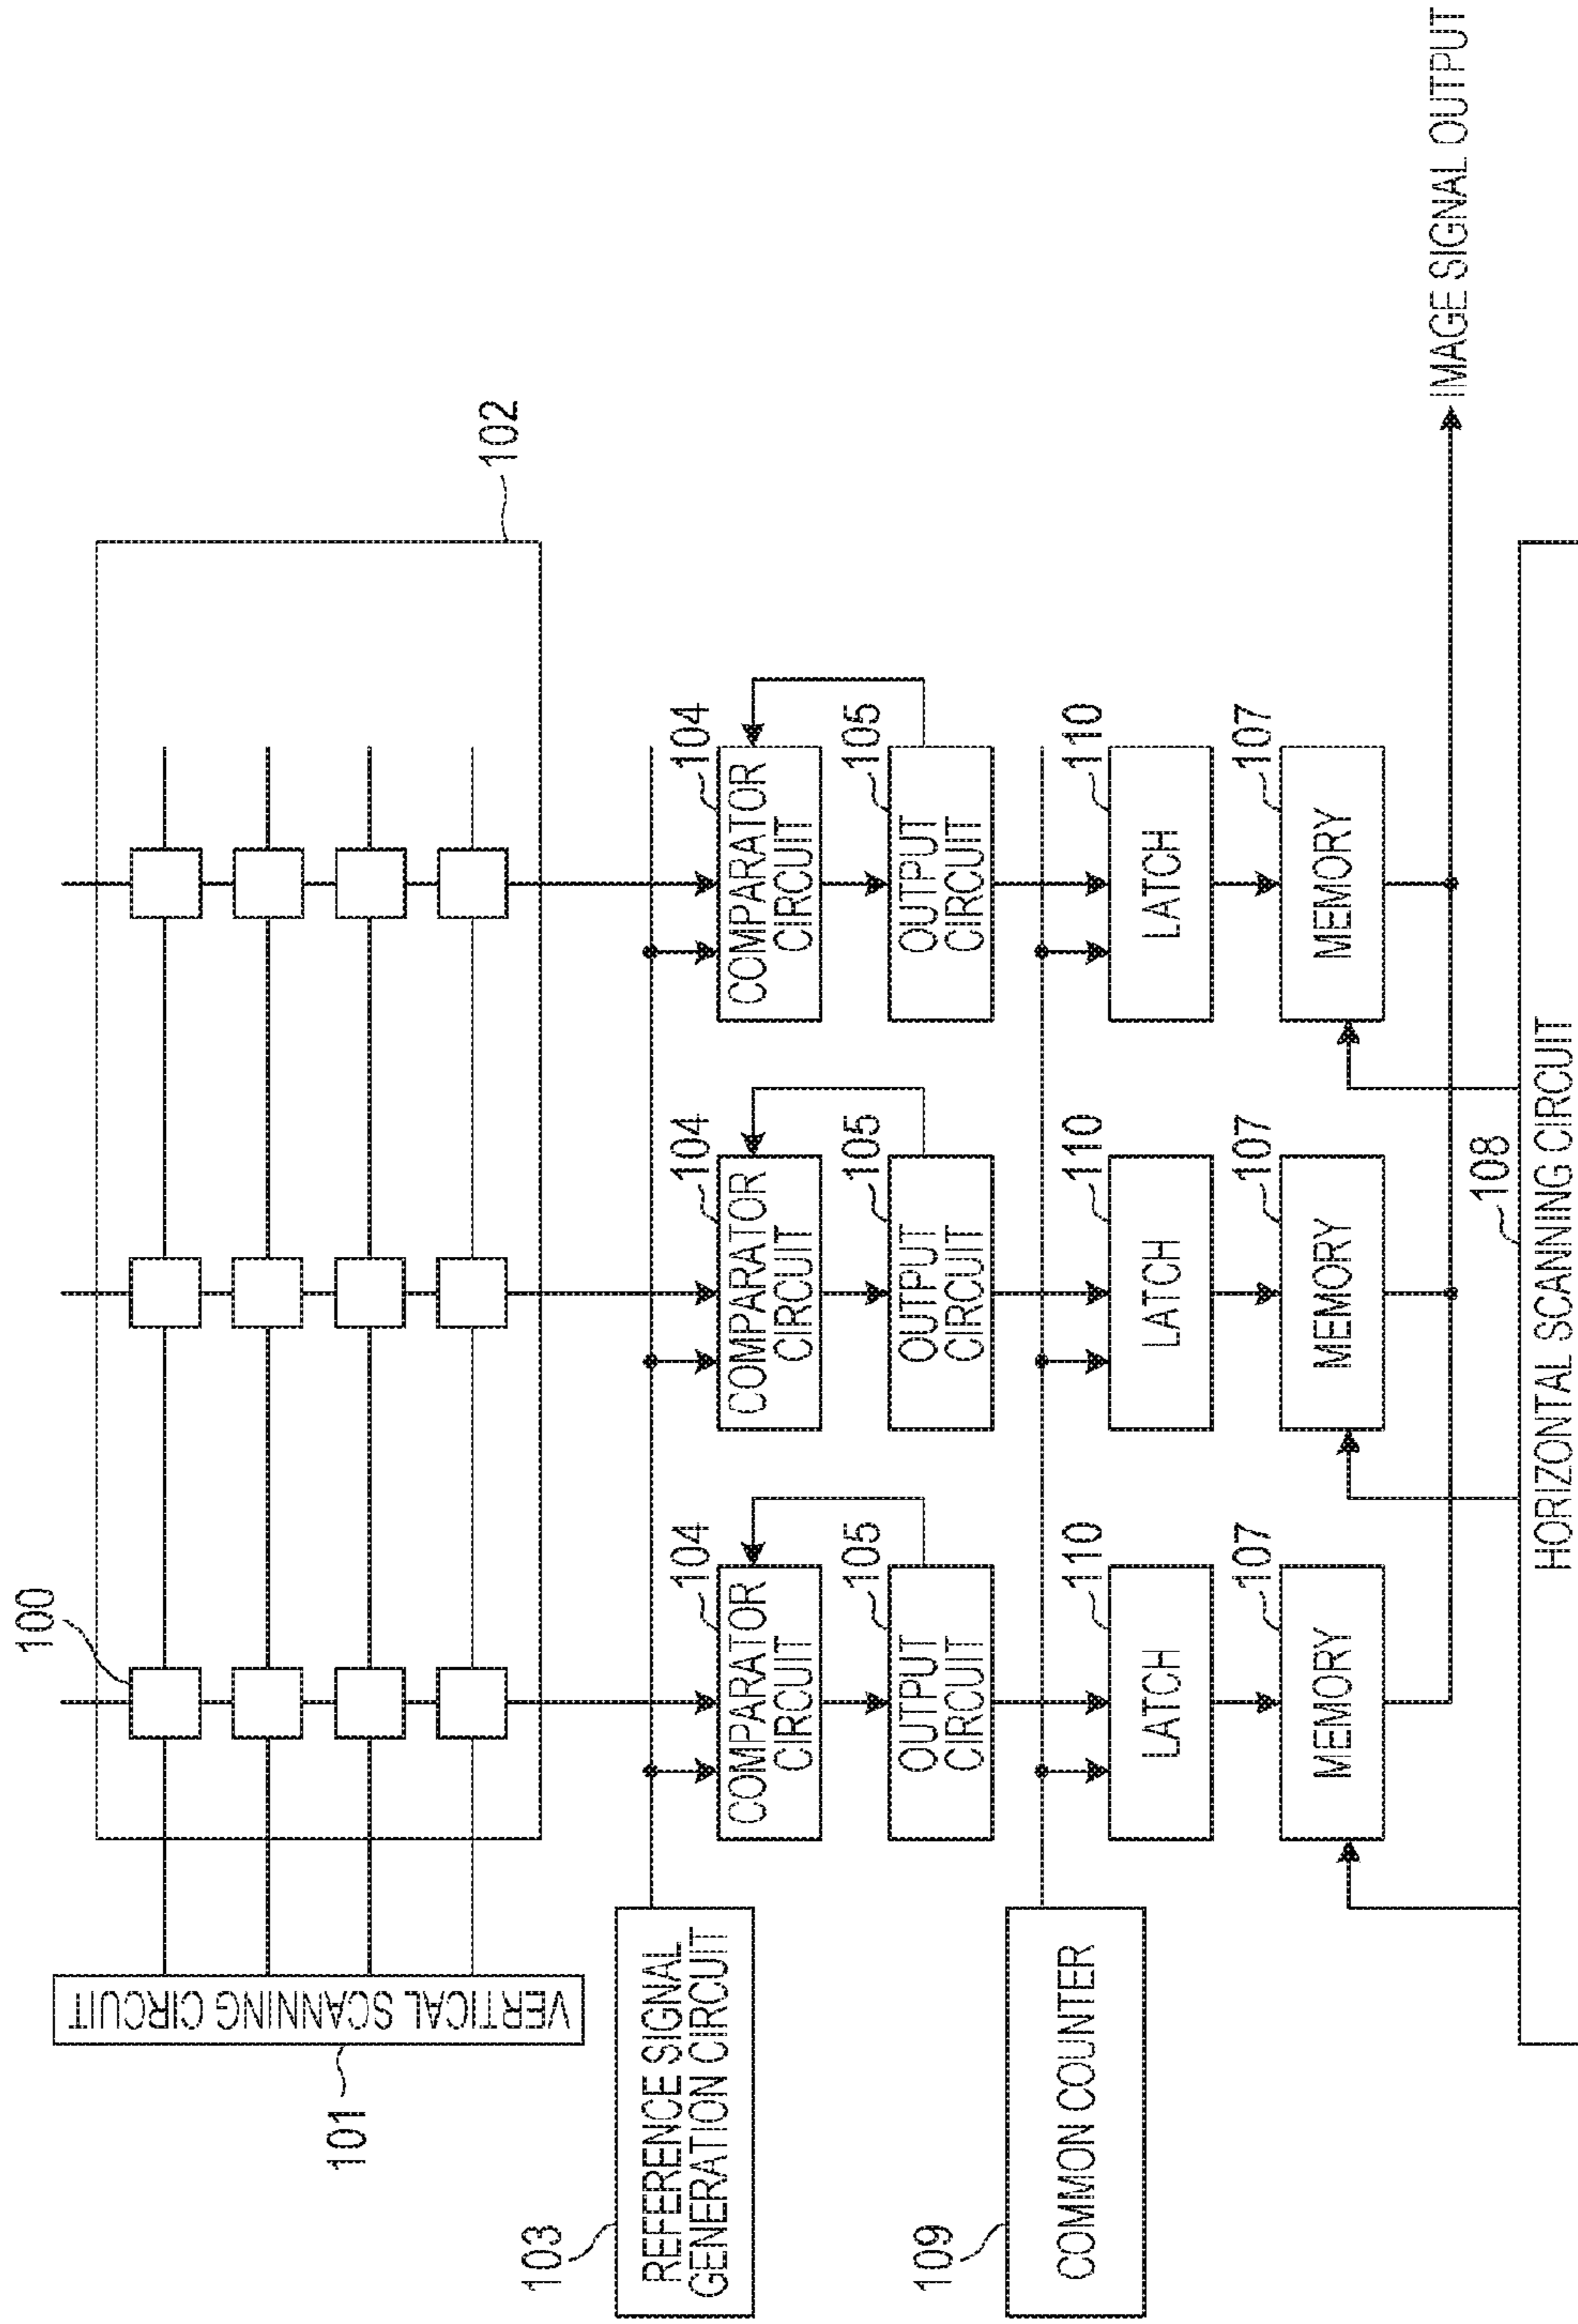 100
102
VERTICAL SCANNING CIRCUIT
101
103
REFERENCE SIGNAL
GENERATION CIRCUIT
104
COMPARATOR
CIRCUIT
104
COMPARATOR
CIRCUIT
104
COMPARATOR
CIRCUIT
105
OUTPUT
CIRCUIT
105
OUTPUT
CIRCUIT
105
OUTPUT
CIRCUIT
109
COMMON COUNTER
110
LATCH
110
LATCH
110
LATCH
107
MEMORY
107
MEMORY
107
MEMORY
IMAGE SIGNAL OUTPUT
108
HORIZONTAL SCANNING CIRCUIT